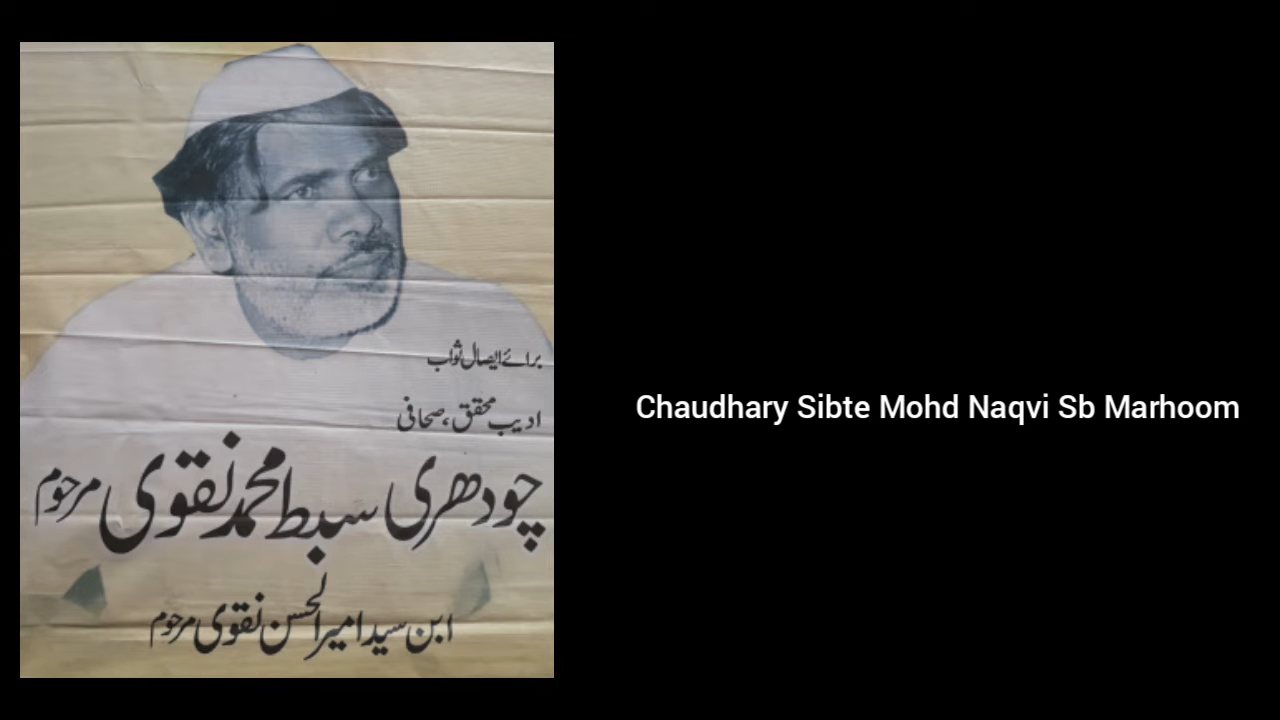 برائے ایصال ثواب
ادیب محقق، صحافی
چودھری سبط محمد نقوی مرحوم
ابن سید امیر الحسن نقوی مرحوم
Chaudhary Sibte Mohd Naqvi Sb Marhoom